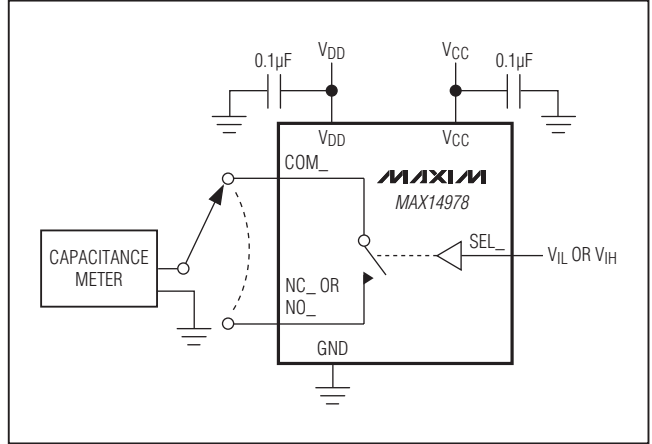 VDD
VCC
0.1µF
0.1µF
VDD
VCC
COM_
MAXIM
MAX14978
CAPACITANCE
METER
SEL_
VIL OR VIH
NC_ OR
NO_
GND